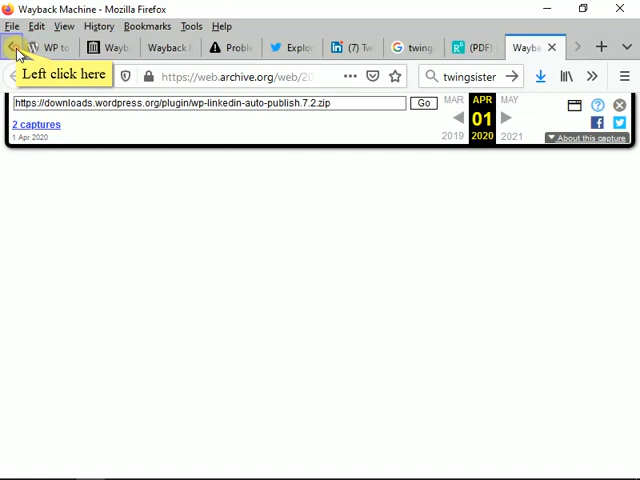 Wayback Machine - Mozilla Firefox
File Edit View History Bookmarks Tools Help
WP to Wayb Wayback Proble Explor (7) Tw twing (PDF) Wayba
Left click here
https://web.archive.org/web/20 twingsister
https://downloads.wordpress.org/plugin/wp-linkedin-auto-publish.7.2.zip Go
MAR APR MAY
2 captures
01
1 Apr 2020
2019 2020 2021
About this capture